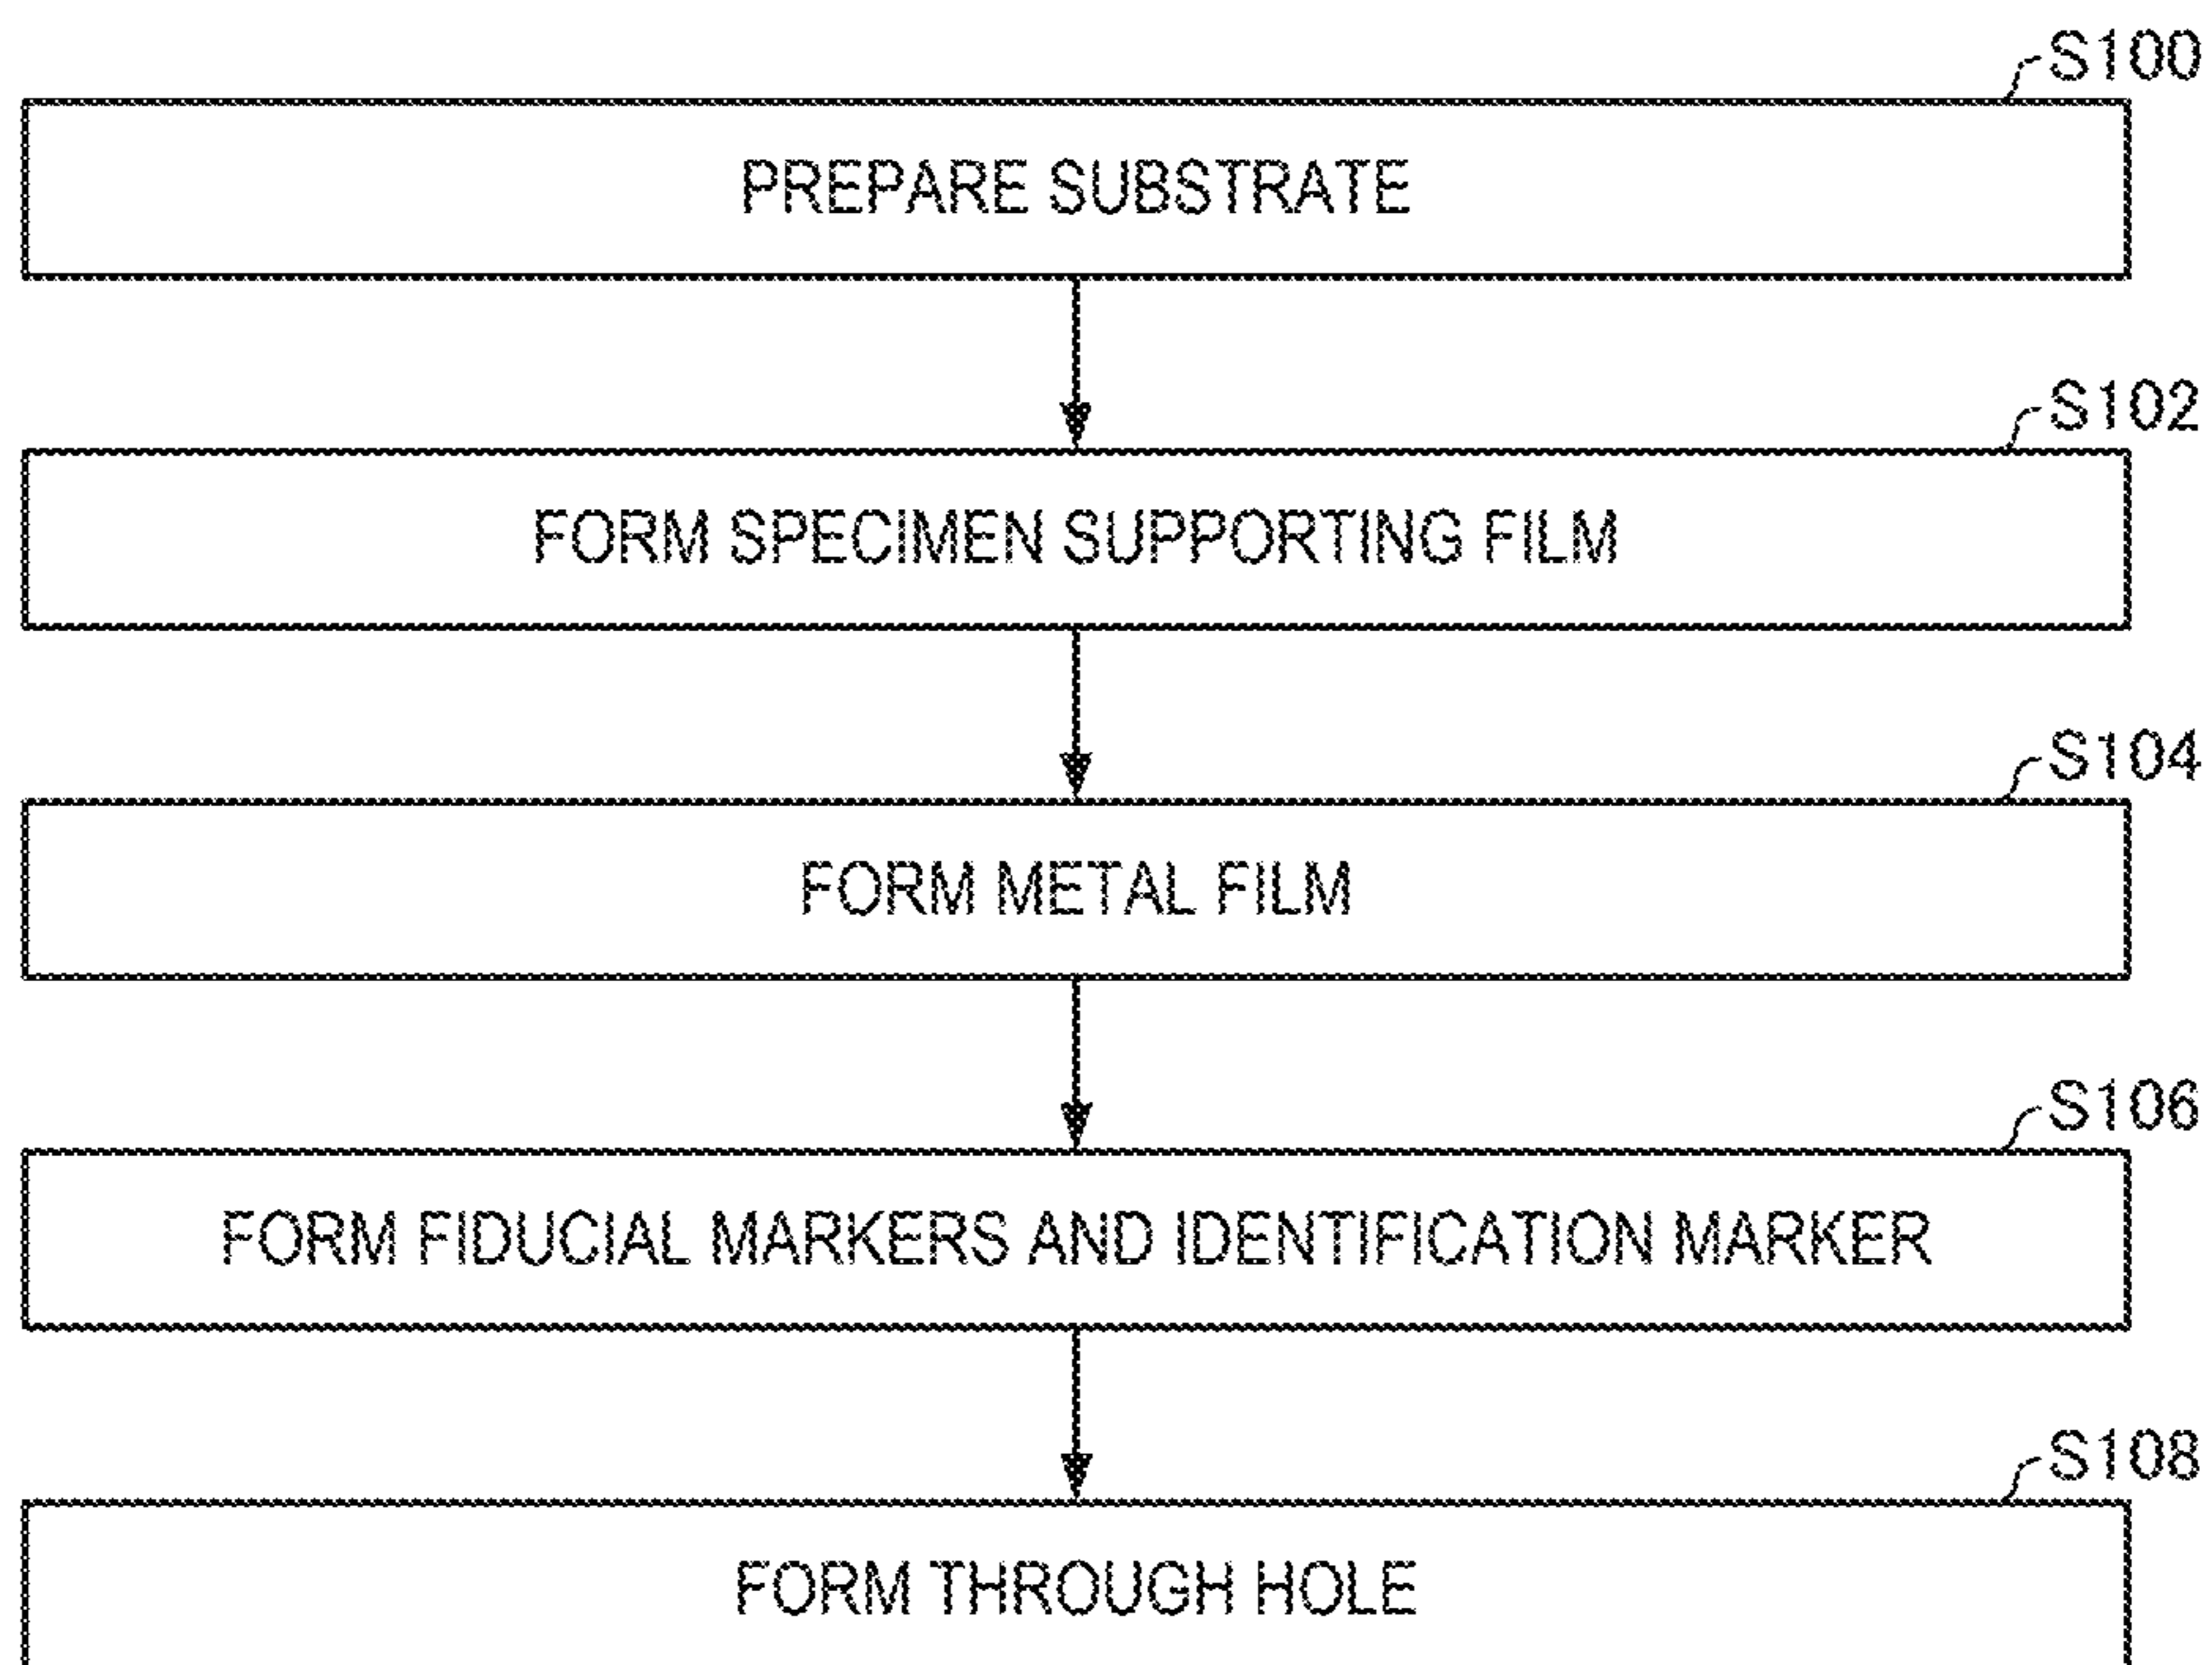 S100
PREPARE SUBSTRATE
S102
FORM SPECIMEN SUPPORTING FILM
S104
FORM METAL FILM
S106
FORM FIDUCIAL MARKERS AND IDENTIFICATION MARKER
S108
FORM THROUGH HOLE